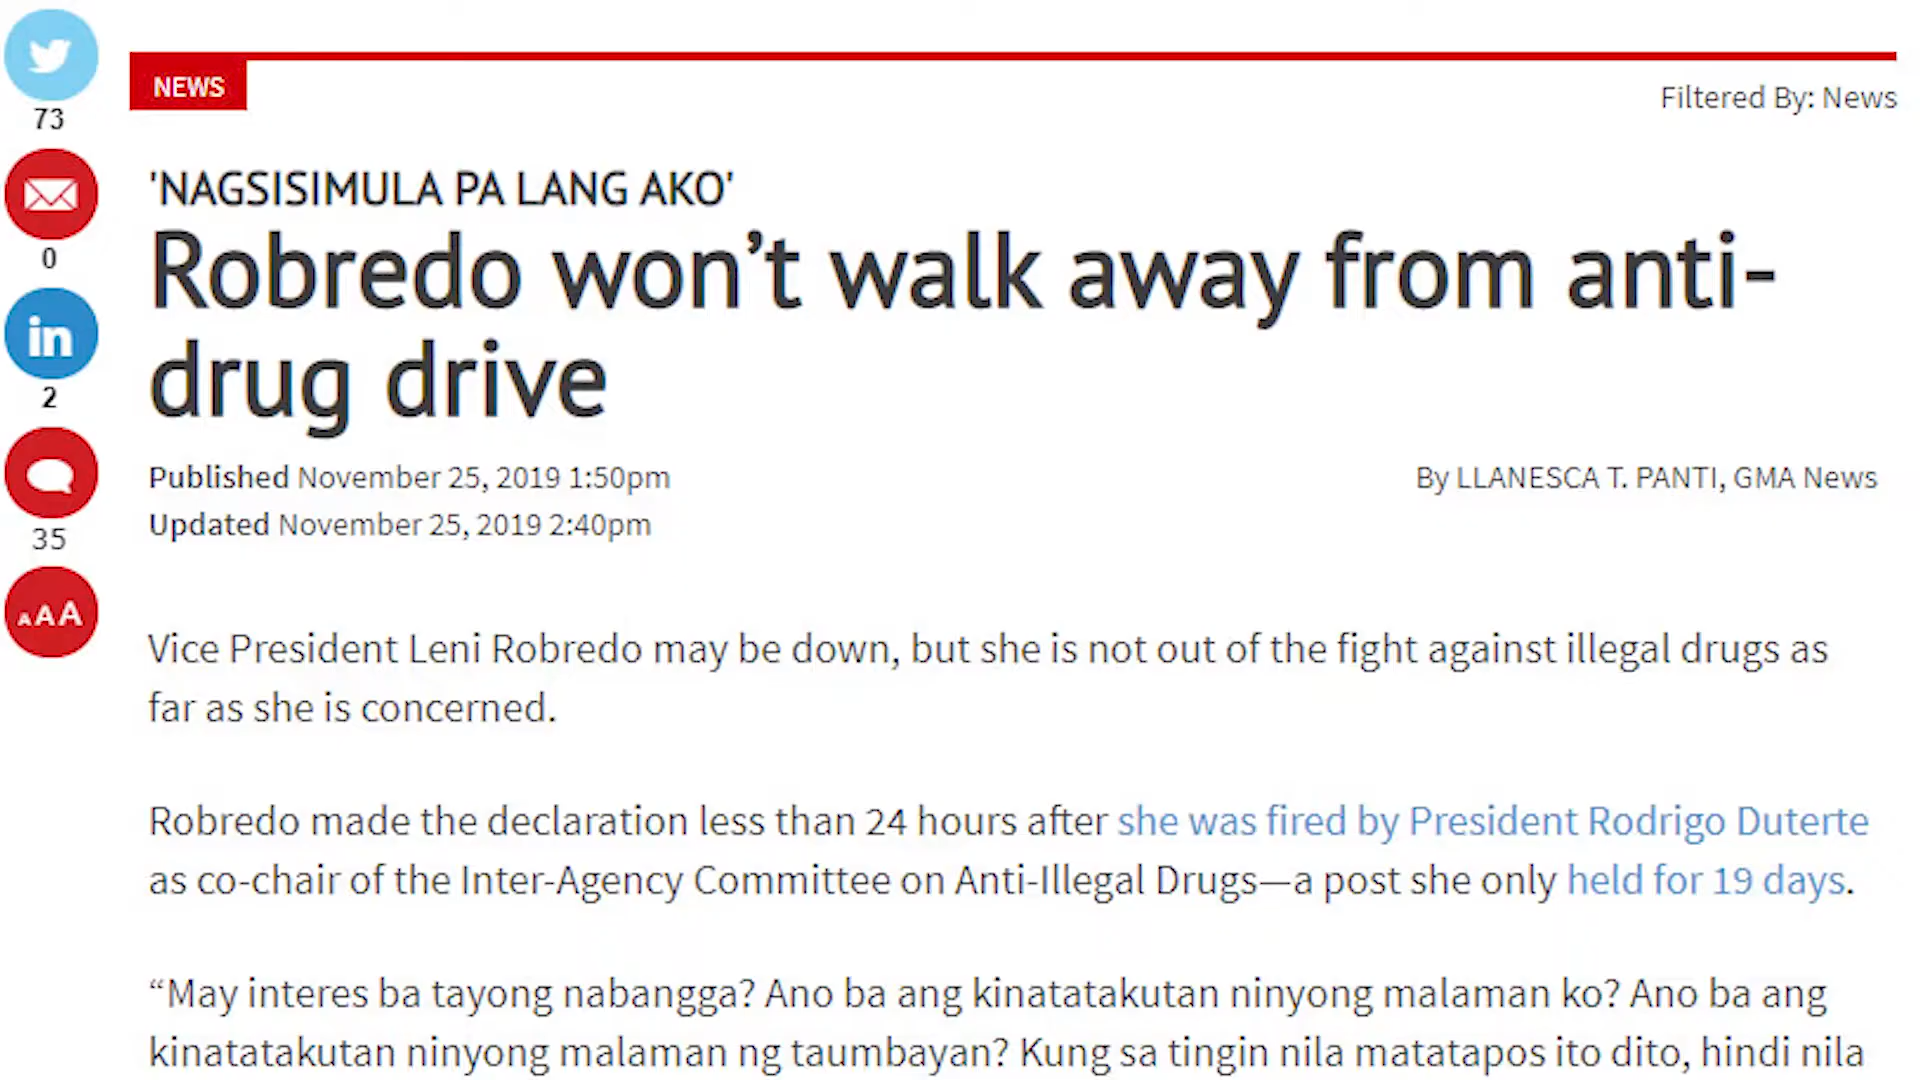 73
0
in
2
35
AAA
NEWS
Filtered By: News
'NAGSISIMULA PA LANG AKO'
Robredo won’t walk away from anti-
drug drive
Published November 25, 2019 1:50pm
By LLANESCA T. PANTI, GMA News
Updated November 25, 2019 2:40pm
Vice President Leni Robredo may be down, but she is not out of the fight against illegal drugs as
far as she is concerned.
Robredo made the declaration less than 24 hours after she was fired by President Rodrigo Duterte
as co-chair of the Inter-Agency Committee on Anti-Illegal Drugs—a post she only held for 19 days.
“May interes ba tayong nabangga? Ano ba ang kinatatakutan ninyong malaman ko? Ano ba ang
kinatatakutan ninyong malaman ng taumbayan? Kung sa tingin nila matatapos ito dito, hindi nila